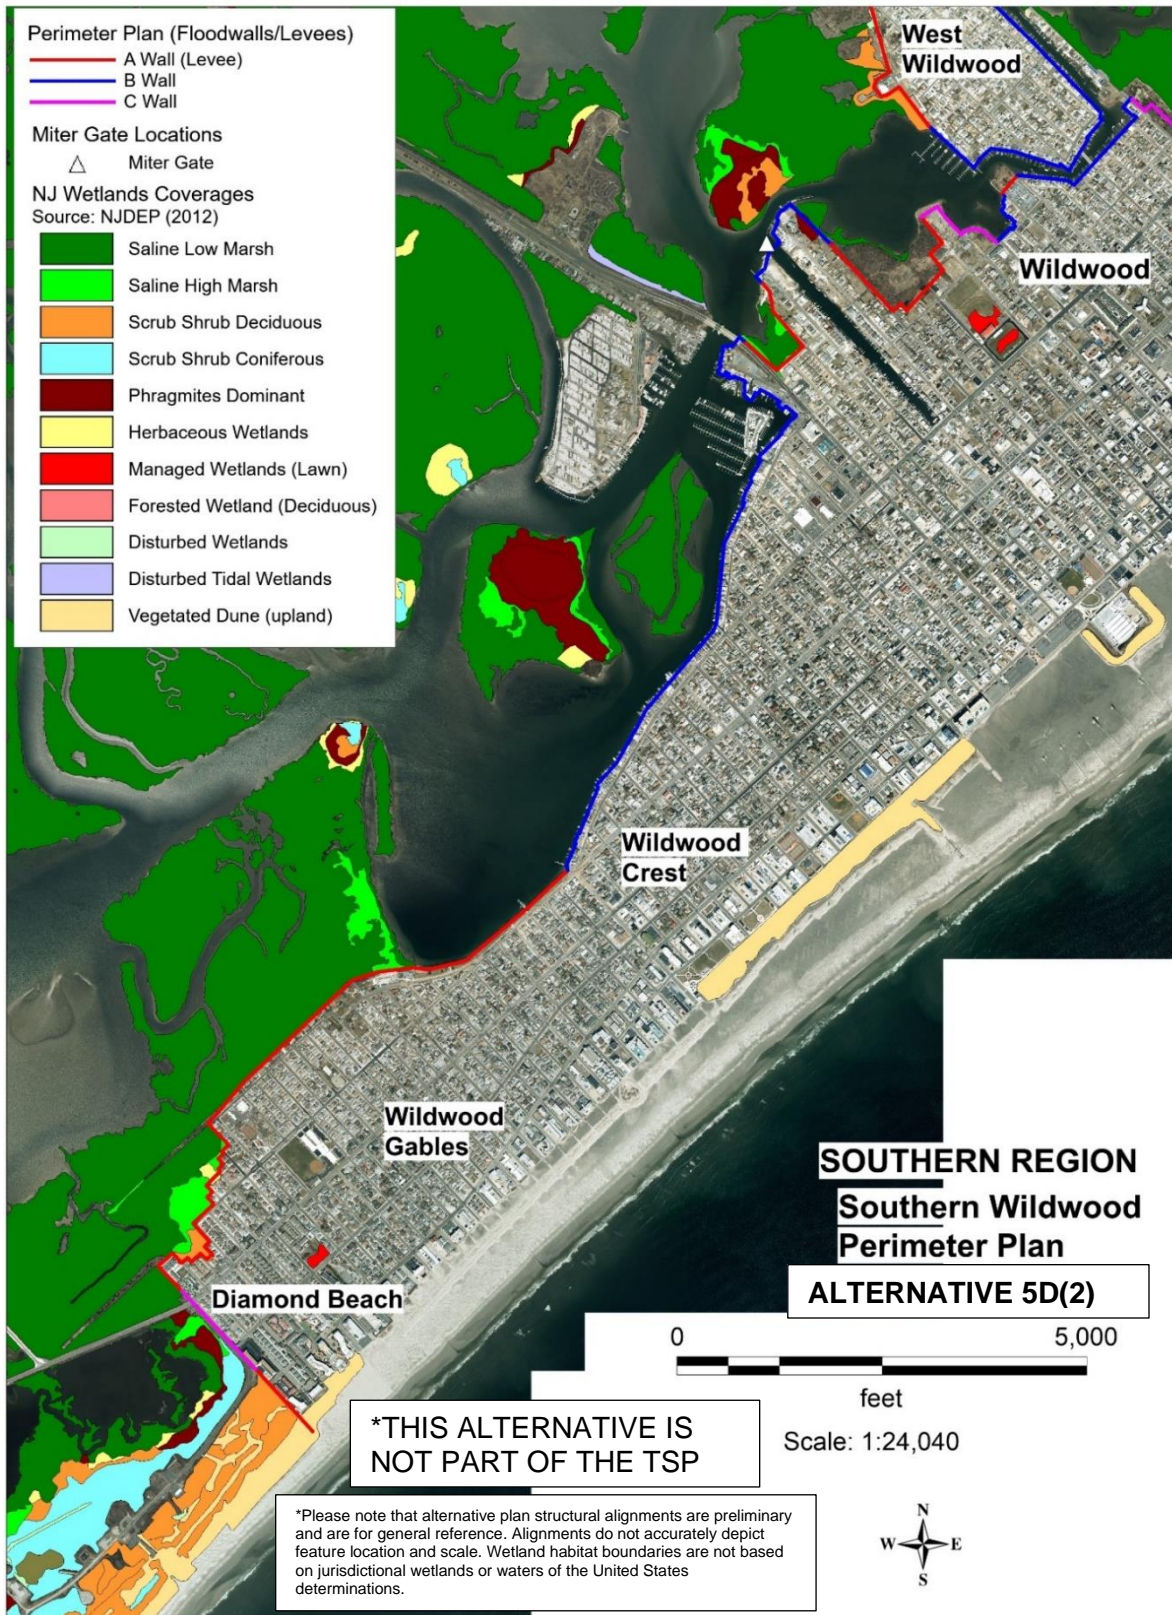 Perimeter Plan (Floodwalls/Levees)
A Wall (Levee)
B Wall
C Wall
Miter Gate Locations
Miter Gate
NJ Wetlands Coverages
Source: NJDEP (2012)
Saline Low Marsh
Saline High Marsh
Scrub Shrub Deciduous
Scrub Shrub Coniferous
Phragmites Dominant
Herbaceous Wetlands
Managed Wetlands (Lawn)
Forested Wetland (Deciduous)
Disturbed Wetlands
Disturbed Tidal Wetlands
Vegetated Dune (upland)
West
Wildwood
Wildwood
Wildwood
Crest
Wildwood
Gables
Diamond Beach
SOUTHERN REGION
Southern Wildwood
Perimeter Plan
ALTERNATIVE 5D(2)
0 5,000
feet
Scale: 1:24,040
*THIS ALTERNATIVE IS
NOT PART OF THE TSP
*Please note that alternative plan structural alignments are preliminary
and are for general reference. Alignments do not accurately depict
feature location and scale. Wetland habitat boundaries are not based
on jurisdictional wetlands or waters of the United States
determinations.
N
W E
S